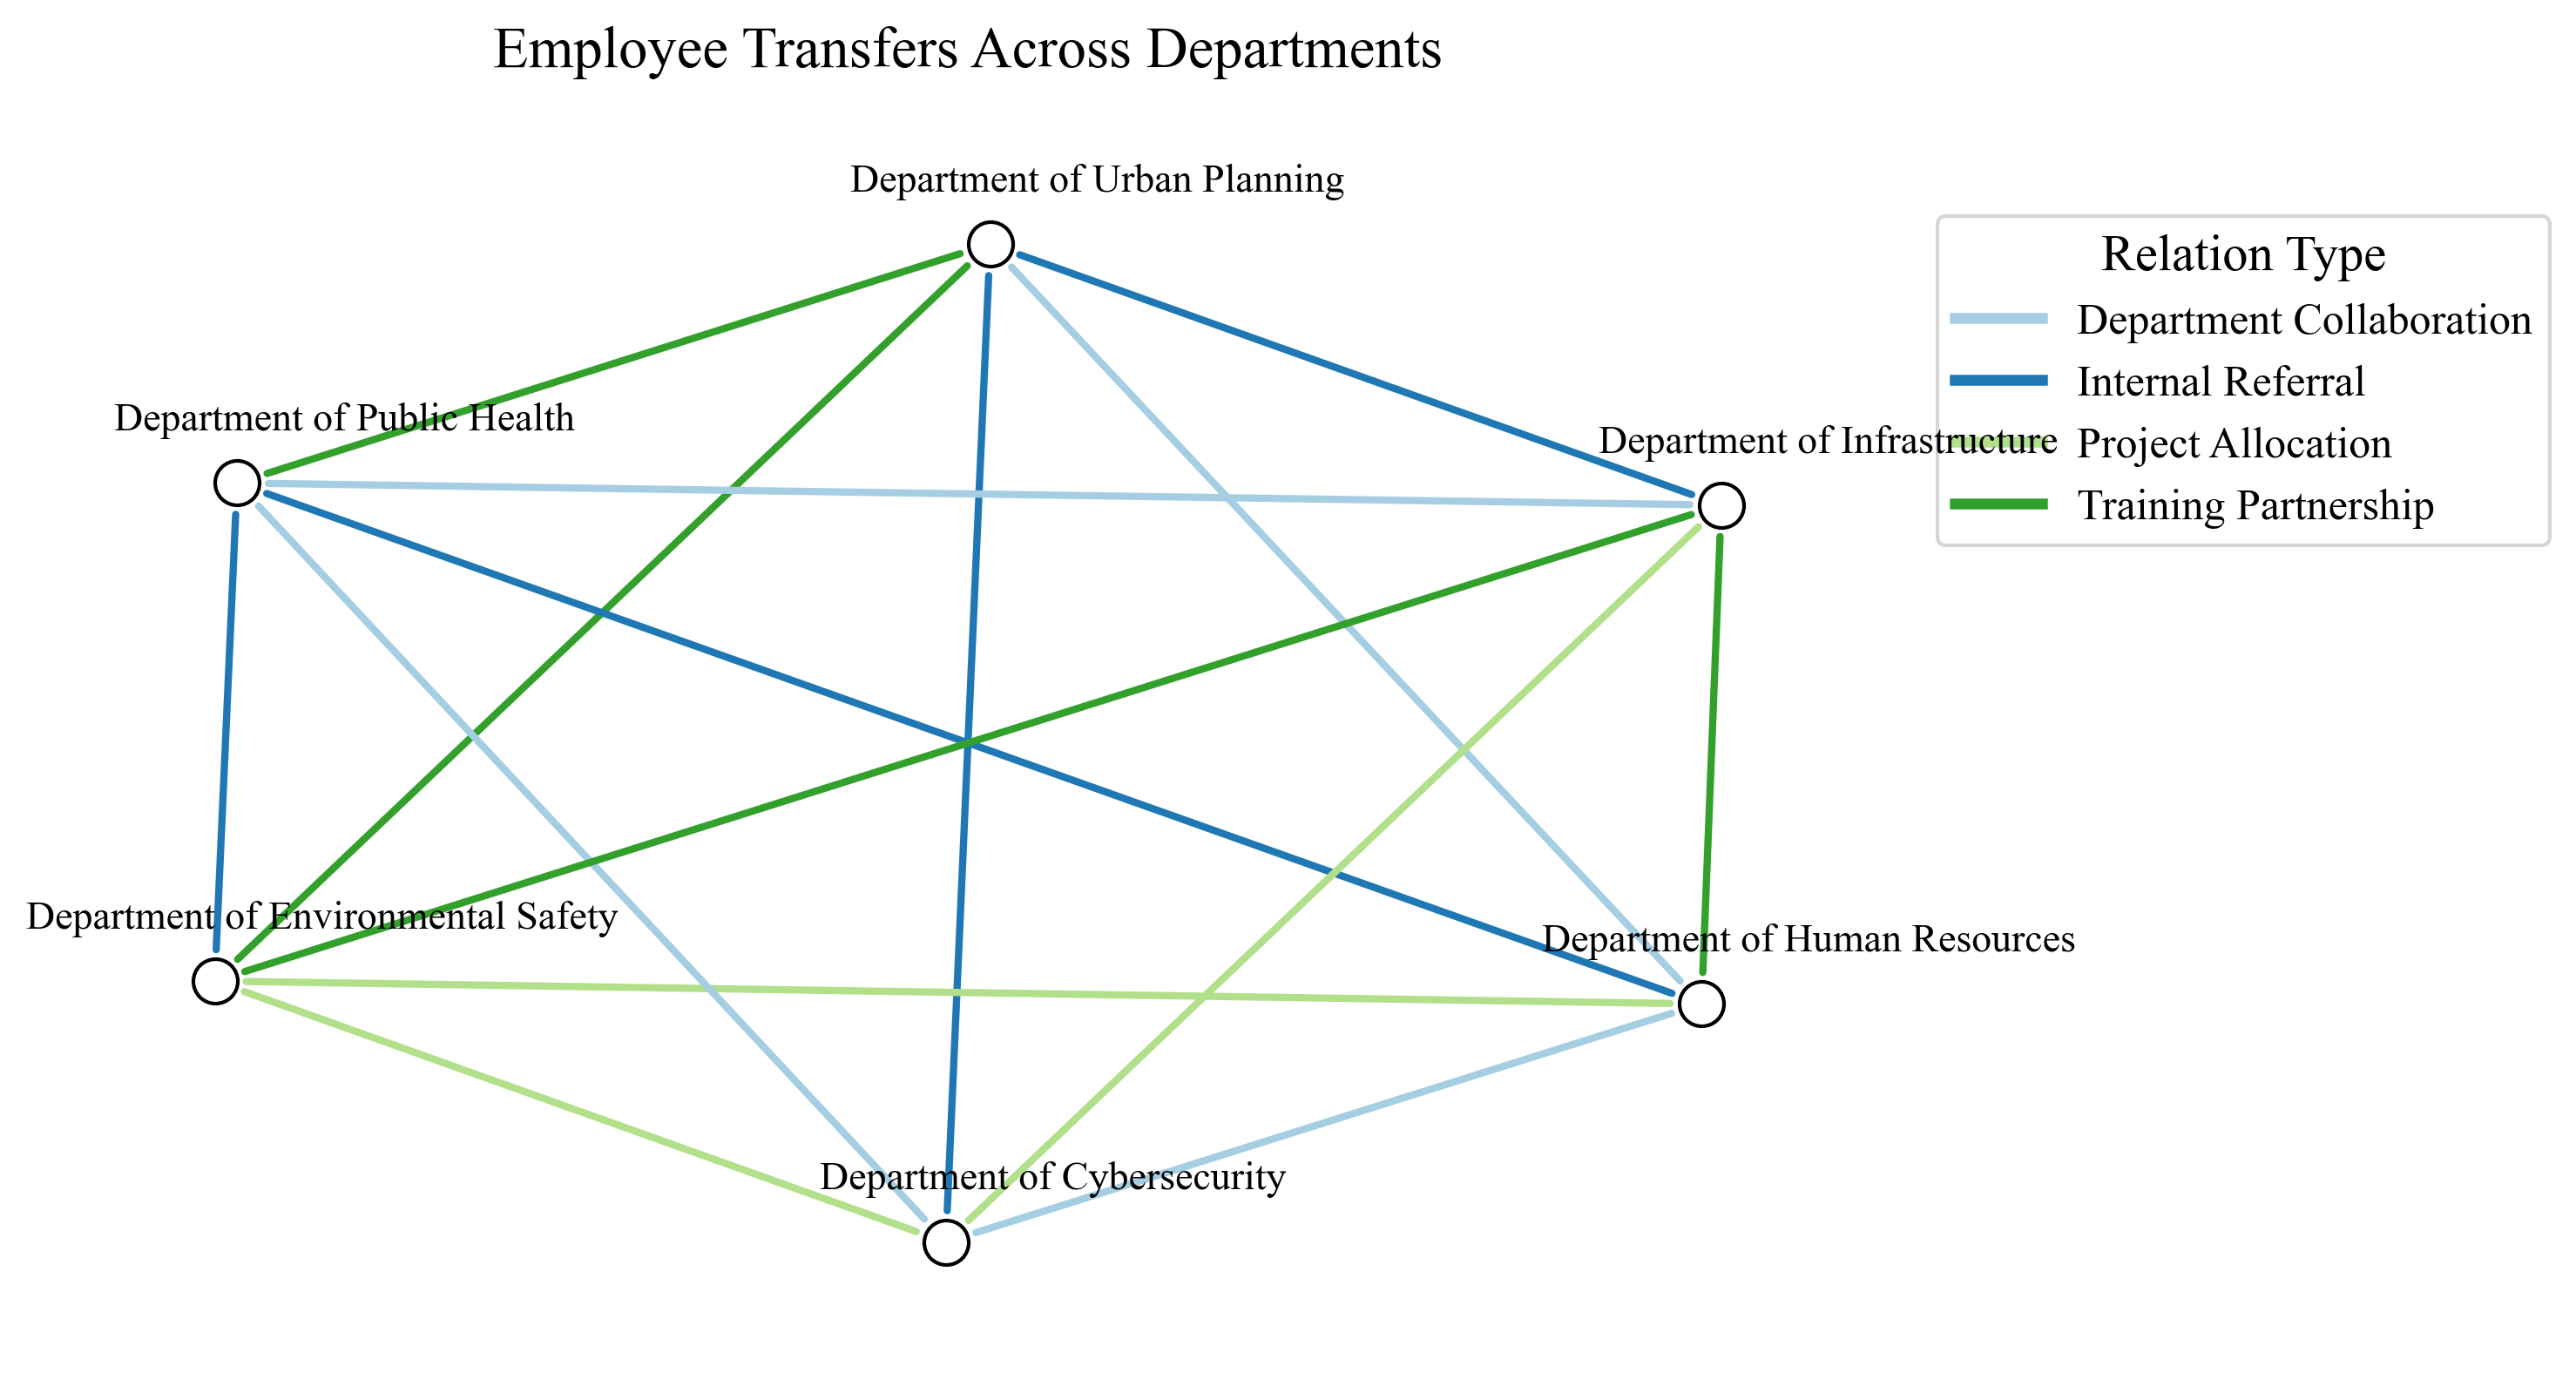 Employee Transfers Across Departments
Department of Urban Planning
Department of Public Health
Department of Infrastructure
Department of Environmental Safety
Department of Human Resources
Department of Cybersecurity
Relation Type
Department Collaboration
Internal Referral
Project Allocation
Training Partnership